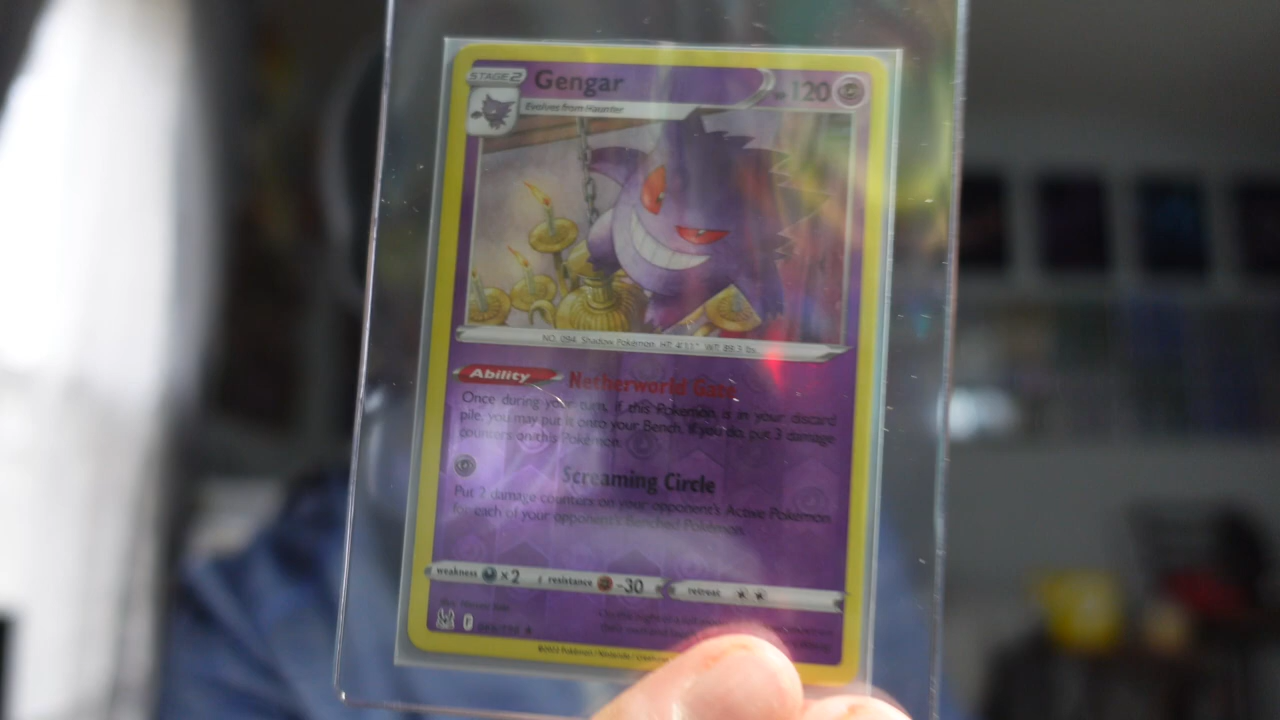 STAGE 2 Gengar HP 120
Evolves from Haunter
NO. 094 Shadow Pokémon HT: 4'11" WT: 89.3 lbs.
Ability Netherworld Gate
Once during your turn, if this Pokémon is in your discard
pile, you may put it onto your Bench. If you do, put 3 damage
counters on this Pokémon.
Screaming Circle
Put 2 damage counters on your opponent's Active Pokémon
for each of your opponent's Benched Pokémon.
weakness ×2 resistance -30 retreat
F
©2022 Pokémon / Nintendo / Creatures